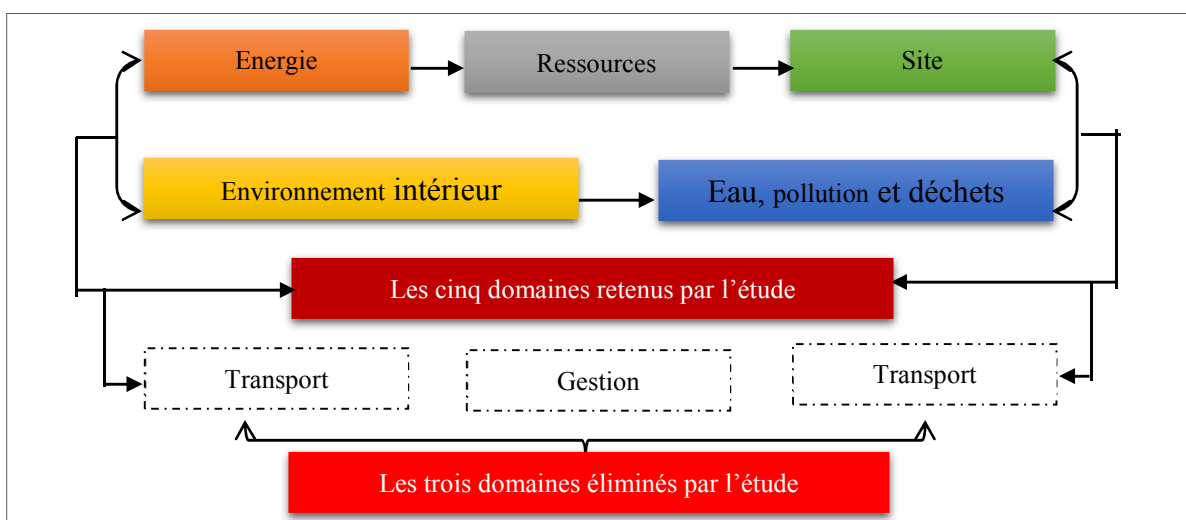 Energie
Ressources
Site
Environnement intérieur
Eau, pollution et déchets
Les cinq domaines retenus par l’étude
Transport
Gestion
Transport
Les trois domaines éliminés par l’étude